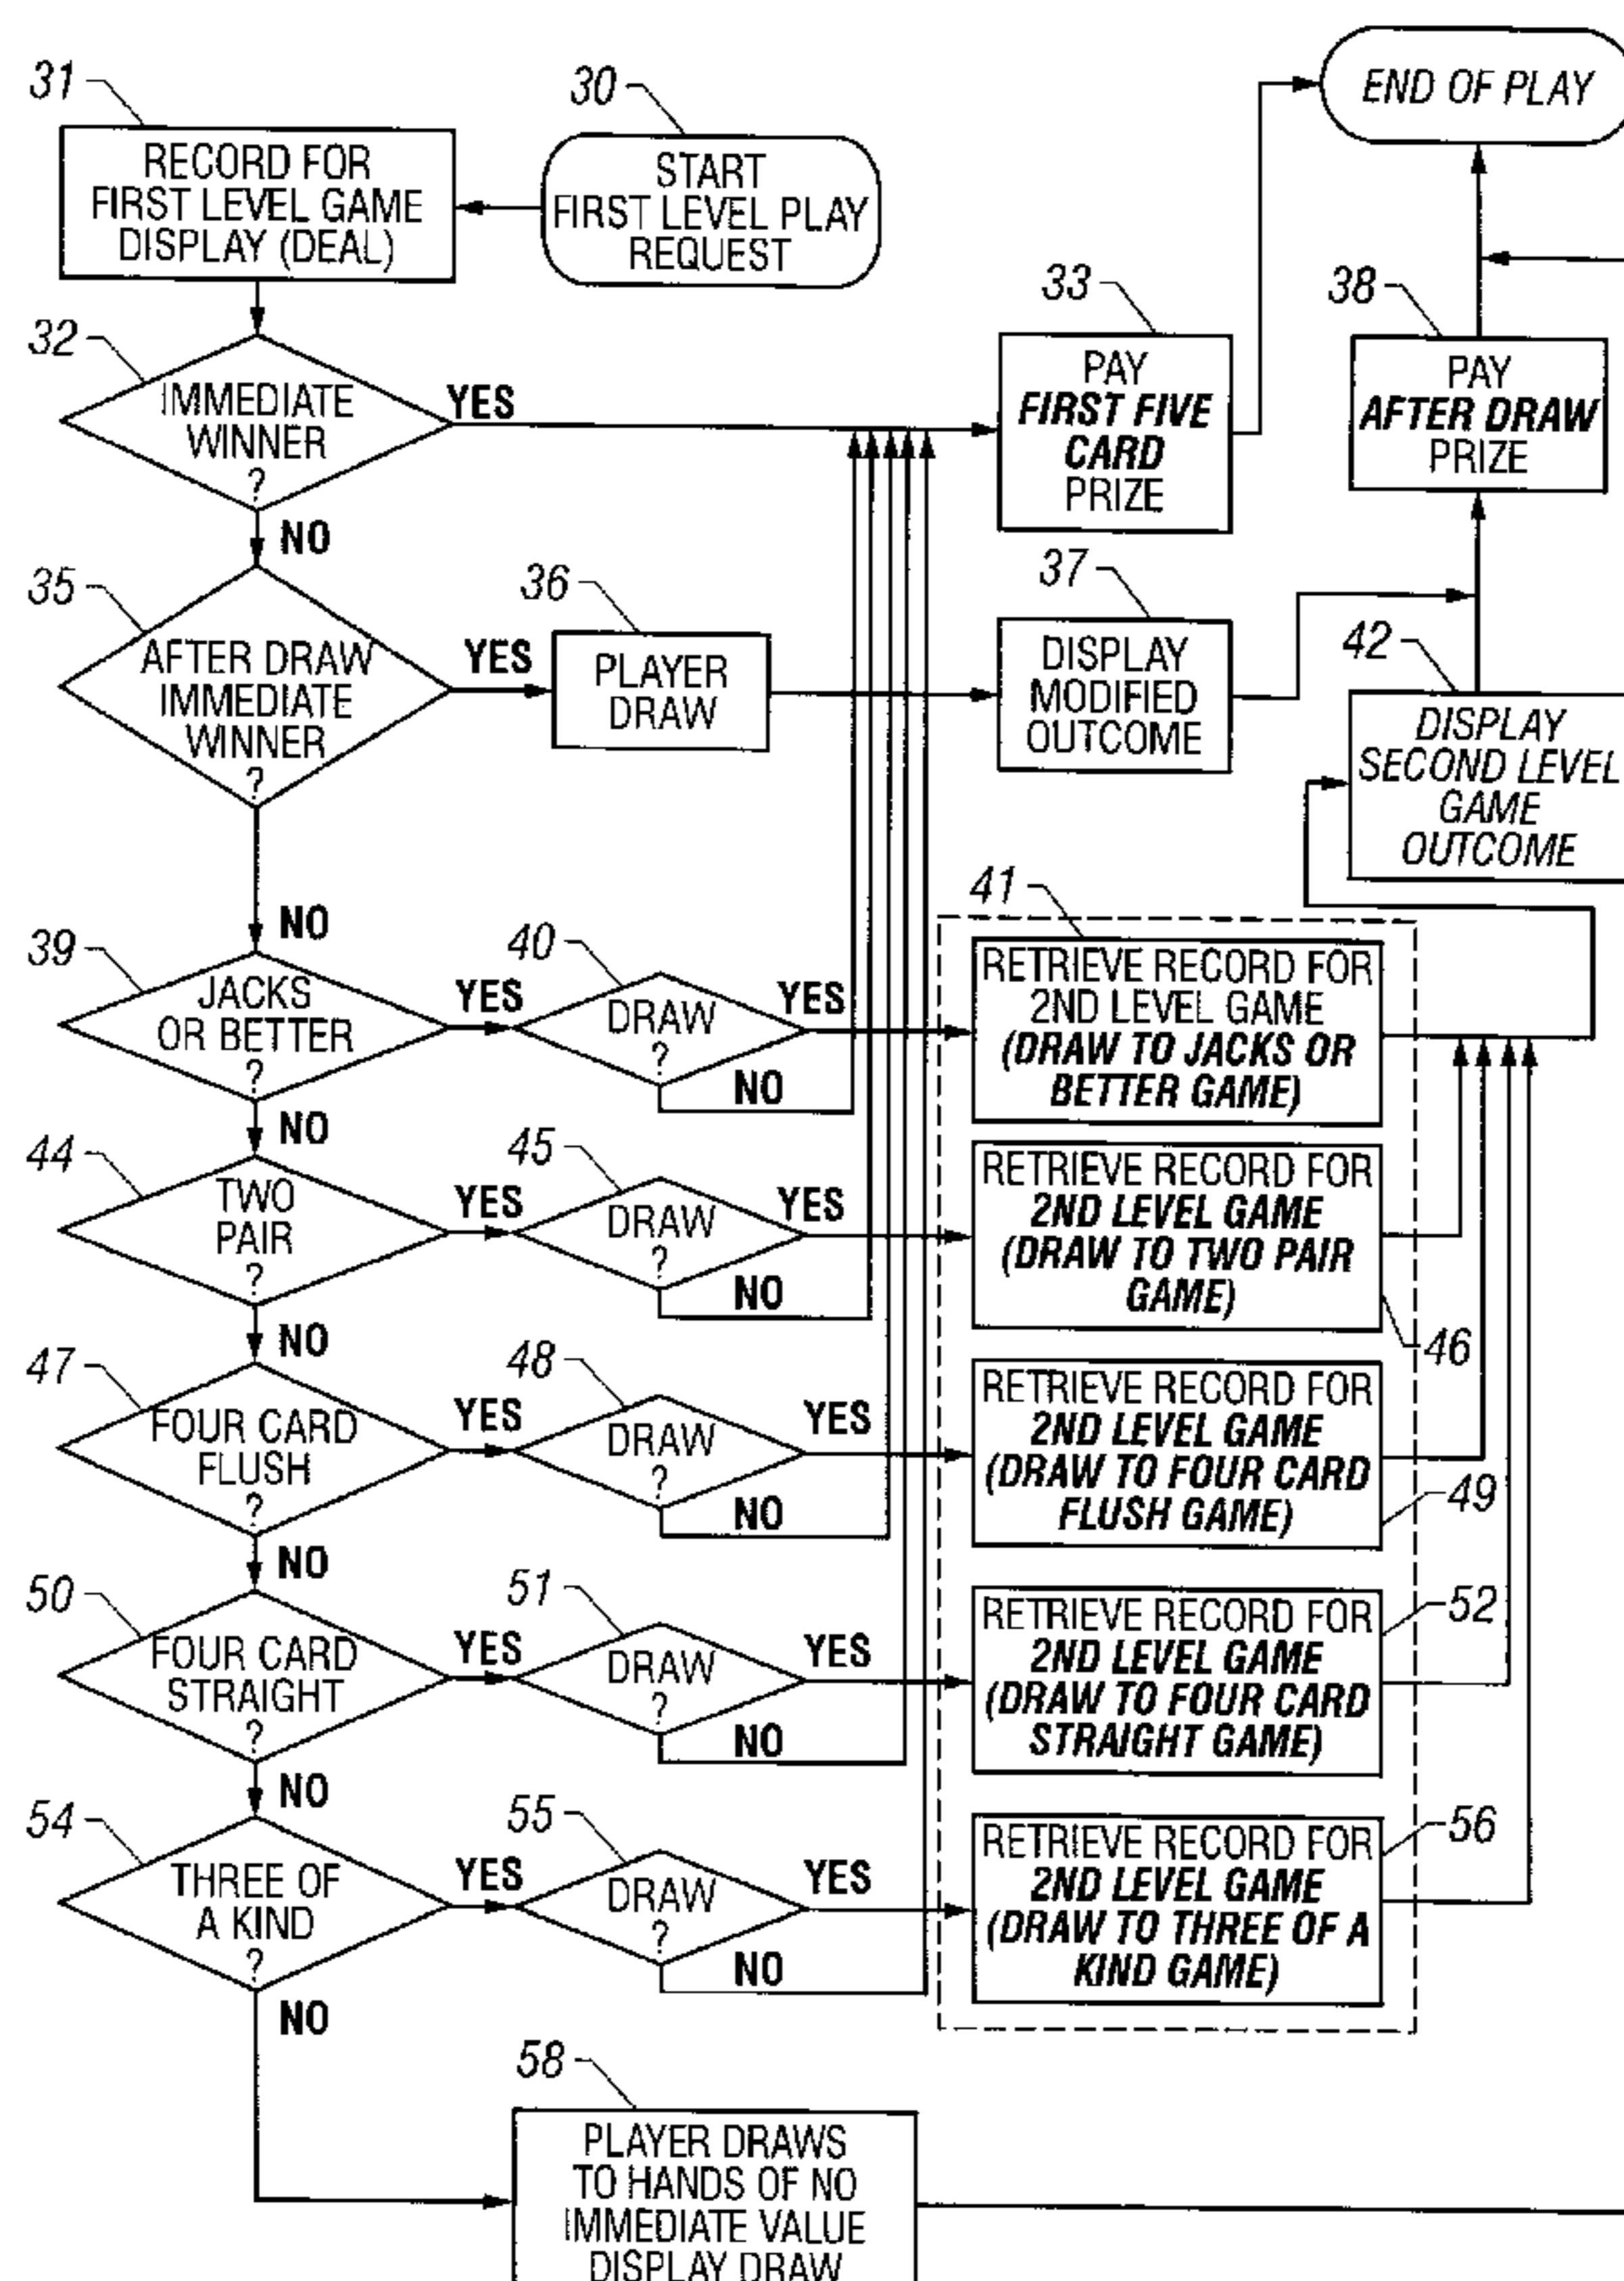 31
RECORD FOR
FIRST LEVEL GAME
DISPLAY (DEAL)
30
START
FIRST LEVEL PLAY
REQUEST
END OF PLAY
32
IMMEDIATE
WINNER
?
YES
NO
33
PAY
FIRST FIVE
CARD
PRIZE
38
PAY
AFTER DRAW
PRIZE
35
AFTER DRAW
IMMEDIATE
WINNER
?
YES
NO
36
PLAYER
DRAW
37
DISPLAY
MODIFIED
OUTCOME
42
DISPLAY
SECOND LEVEL
GAME
OUTCOME
39
JACKS
OR BETTER
?
YES
NO
40
DRAW
?
YES
NO
41
RETRIEVE RECORD FOR
2ND LEVEL GAME
(DRAW TO JACKS OR
BETTER GAME)
44
TWO
PAIR
?
YES
NO
45
DRAW
?
YES
NO
RETRIEVE RECORD FOR
2ND LEVEL GAME
(DRAW TO TWO PAIR
GAME)
46
47
FOUR CARD
FLUSH
?
YES
NO
48
DRAW
?
YES
NO
RETRIEVE RECORD FOR
2ND LEVEL GAME
(DRAW TO FOUR CARD
FLUSH GAME)
49
50
FOUR CARD
STRAIGHT
?
YES
NO
51
DRAW
?
YES
NO
RETRIEVE RECORD FOR
2ND LEVEL GAME
(DRAW TO FOUR CARD
STRAIGHT GAME)
52
54
THREE OF
A KIND
?
YES
NO
55
DRAW
?
YES
NO
RETRIEVE RECORD FOR
2ND LEVEL GAME
(DRAW TO THREE OF A
KIND GAME)
56
58
PLAYER DRAWS
TO HANDS OF NO
IMMEDIATE VALUE
DISPLAY DRAW